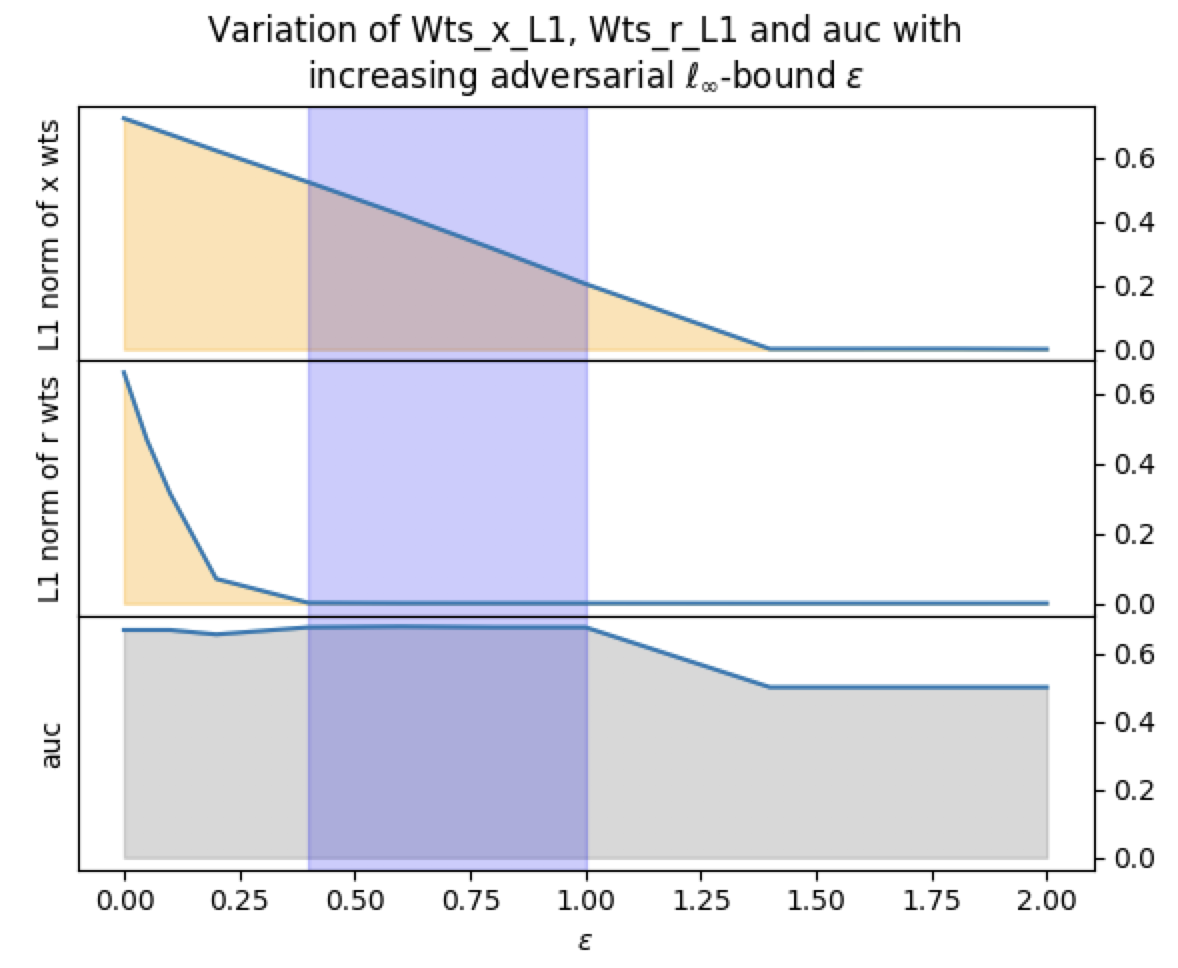 Variation of Wts_x_L1, Wts_r_L1 and auc with
increasing adversarial ℓ∞-bound ε
L1 norm of x wts
0.6
0.4
0.2
0.0
L1 norm of r wts
0.6
0.4
0.2
0.0
auc
0.6
0.4
0.2
0.0
0.00 0.25 0.50 0.75 1.00 1.25 1.50 1.75 2.00
ε